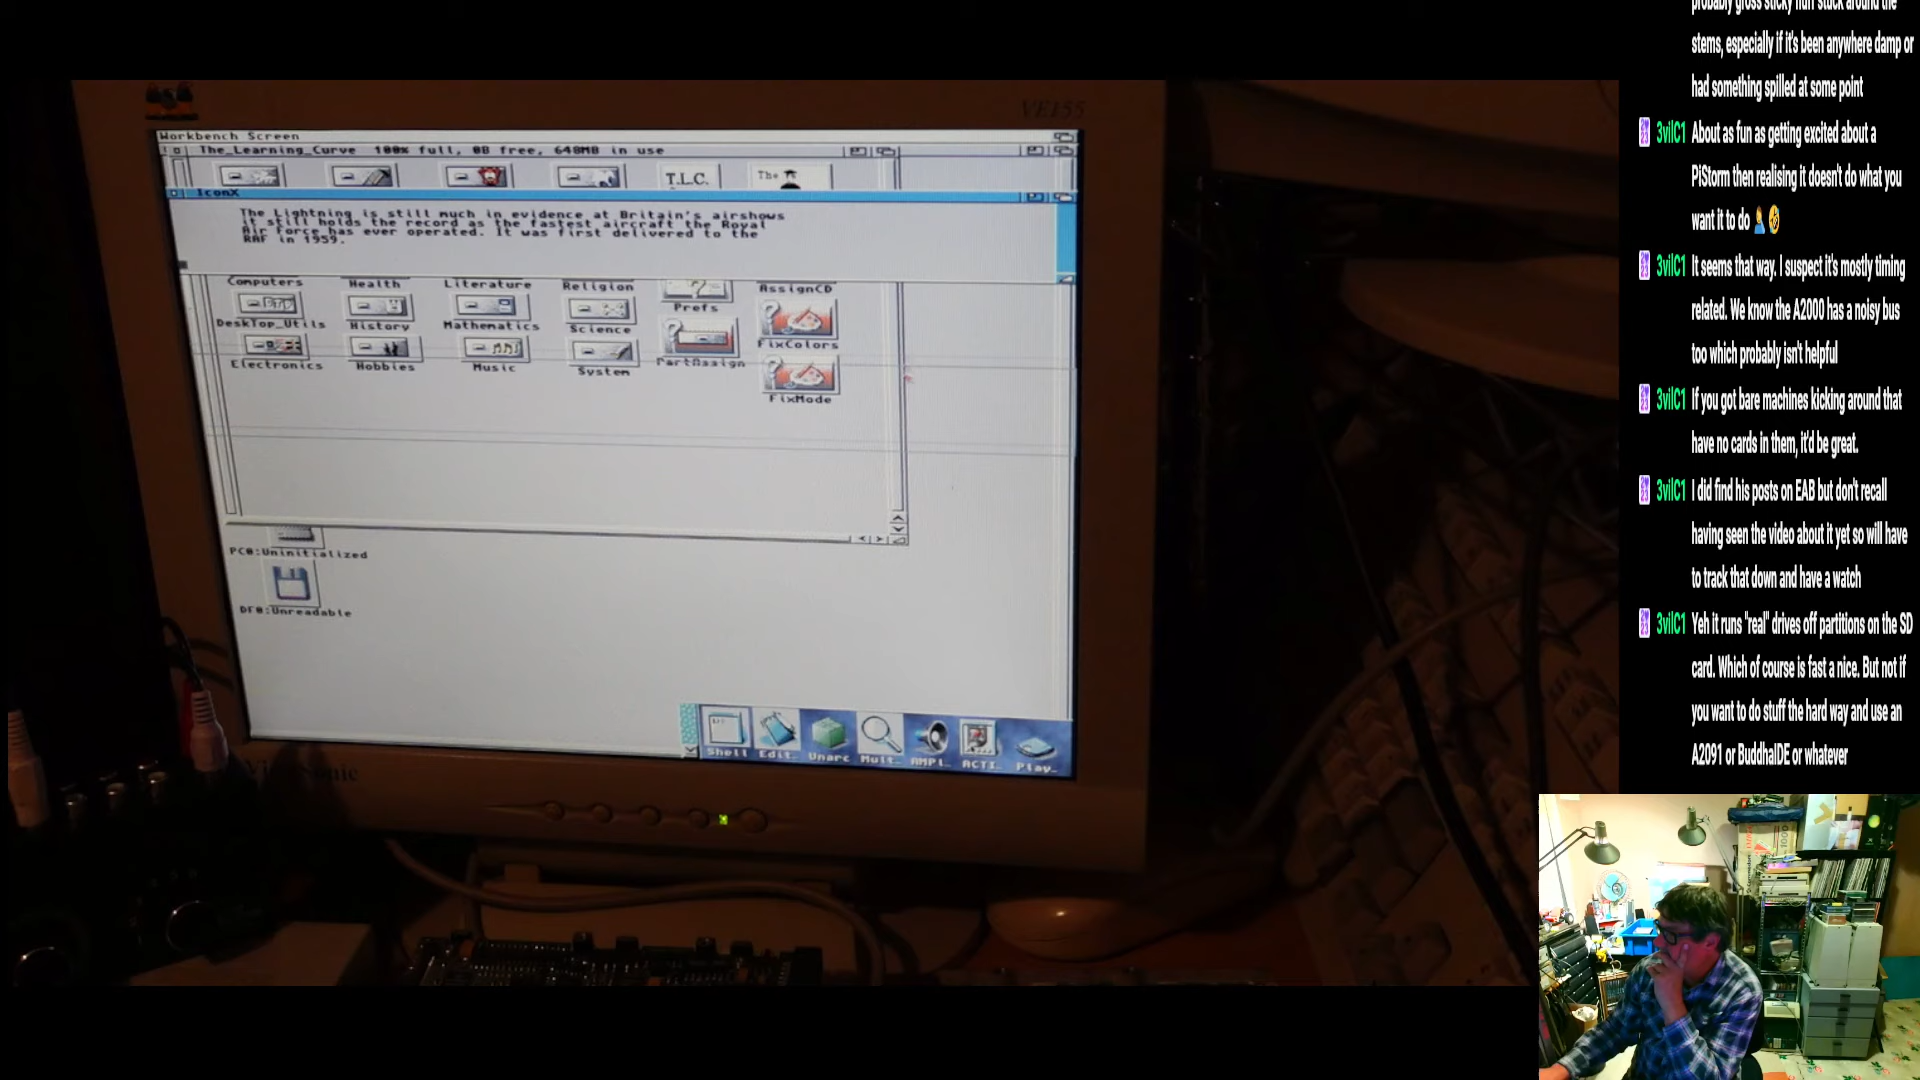 VE155
Workbench Screen
The_Learning_Curve 100% full, 0B free, 648MB in use
T.L.C. The
IconX
The Lightning is still much in evidence at Britain's airshows
it still holds the record as the fastest aircraft the Royal
Air Force has ever operated. It was first delivered to the
RAF in 1959.
Computers Health Literature Religion Prefs AssignCD
DeskTop_Utils History Mathematics Science PartAssign FixColors
Electronics Hobbies Music System FixMode
PC0:Uninitialized
DF0:Unreadable
Shell Edit.. Unarc Mult.. AMPl.. ACTI.. Play..
probably gross sticky fluff stuck around the
stems, especially if it's been anywhere damp or
had something spilled at some point
3vilC1 About as fun as getting excited about a
PiStorm then realising it doesn't do what you
want it to do 🤦🤣
3vilC1 It seems that way. I suspect it's mostly timing
related. We know the A2000 has a noisy bus
too which probably isn't helpful
3vilC1 If you got bare machines kicking around that
have no cards in them, it'd be great.
3vilC1 I did find his posts on EAB but don't recall
having seen the video about it yet so will have
to track that down and have a watch
3vilC1 Yeh it runs "real" drives off partitions on the SD
card. Which of course is fast a nice. But not if
you want to do stuff the hard way and use an
A2091 or BuddhaIDE or whatever